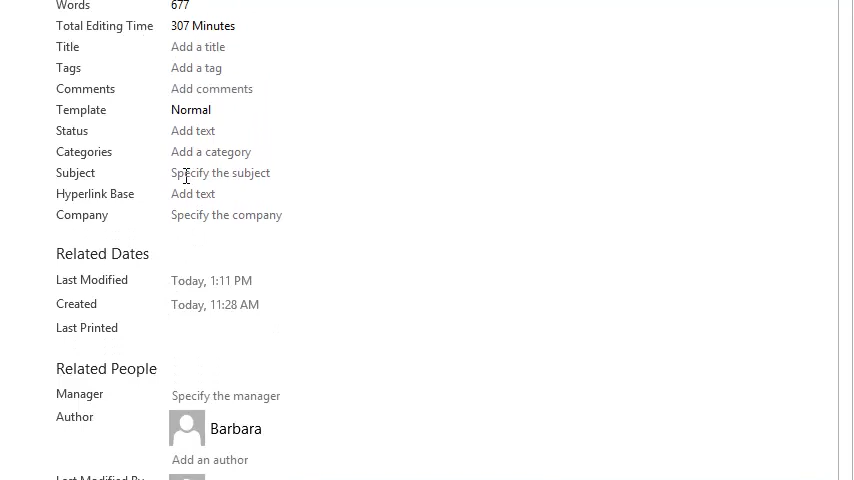 Words 677
Total Editing Time 307 Minutes
Title Add a title
Tags Add a tag
Comments Add comments
Template Normal
Status Add text
Categories Add a category
Subject Specify the subject
Hyperlink Base Add text
Company Specify the company
Related Dates
Last Modified Today, 1:11 PM
Created Today, 11:28 AM
Last Printed
Related People
Manager Specify the manager
Author Barbara
Add an author
Last Modified By